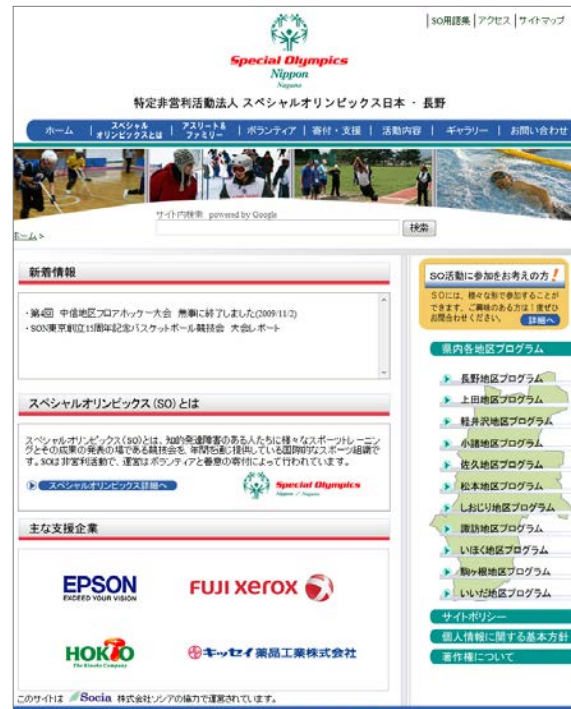 SO用語集 | アクセス | サイトマップ
Special Olympics
Nippon
Nagano
特定非営利活動法人 スペシャルオリンピックス日本 ・ 長野
ホーム | スペシャルオリンピックスとは | アスリート&ファミリー | ボランティア | 寄付・支援 | 活動内容 | ギャラリー | お問い合わせ
サイト内検索 powered by Google
検索
ホーム >
新着情報
・第4回 中信地区フロアホッケー大会 無事に終了しました(2009/11/2)
・SON東京創立15周年記念バスケットボール競技会 大会レポート
スペシャルオリンピックス (SO) とは
スペシャルオリンピックス(SO)とは、知的発達障害のある人たちに様々なスポーツトレーニン
グとその成果の発表の場である競技会を、年間を通じ提供している国際的なスポーツ組織で
す。SOは非営利活動で、運営はボランティアと善意の寄付によって行われています。
スペシャルオリンピックス詳細へ
Special Olympics
Nippon / Nagano
主な支援企業
EPSON
EXCEED YOUR VISION
FUJI xerox
HOKTO
The Kinoko Company
キッセイ薬品工業株式会社
このサイトは Socia 株式会社ソシアの協力で運営されています。
SO活動に参加をお考えの方!
SOには、様々な形で参加することが
できます。ご興味のある方は!是ぜひ
お問合わせください。 詳細へ
県内各地区プログラム
長野地区プログラム
上田地区プログラム
軽井沢地区プログラム
小諸地区プログラム
佐久地区プログラム
松本地区プログラム
しおじり地区プログラム
諏訪地区プログラム
いほく地区プログラム
駒ヶ根地区プログラム
いいだ地区プログラム
サイトポリシー
個人情報に関する基本方針
著作権について